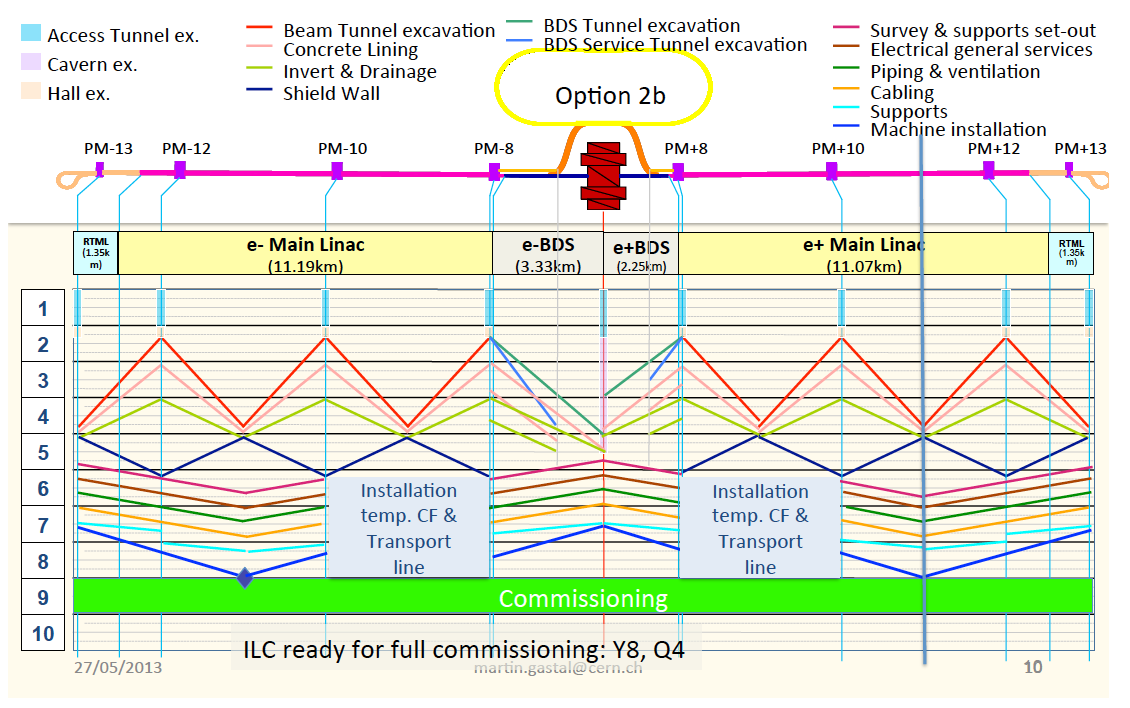 Access Tunnel ex.
Cavern ex.
Hall ex.
Beam Tunnel excavation
Concrete Lining
Invert & Drainage
Shield Wall
BDS Tunnel excavation
BDS Service Tunnel excavation
Survey & supports set-out
Electrical general services
Piping & ventilation
Cabling
Supports
Machine installation
Option 2b
PM-13
PM-12
PM-10
PM-8
PM+8
PM+10
PM+12
PM+13
RTML
(1.35k
m)
e- Main Linac
(11.19km)
e-BDS
(3.33km)
e+BDS
(2.25km)
e+ Main Linac
(11.07km)
RTML
(1.35k
m)
1
2
3
4
5
6
7
8
9
10
Installation
temp. CF &
Transport
line
Installation
temp. CF &
Transport
line
Commissioning
ILC ready for full commissioning: Y8, Q4
27/05/2013
martin.gastal@cern.ch
10